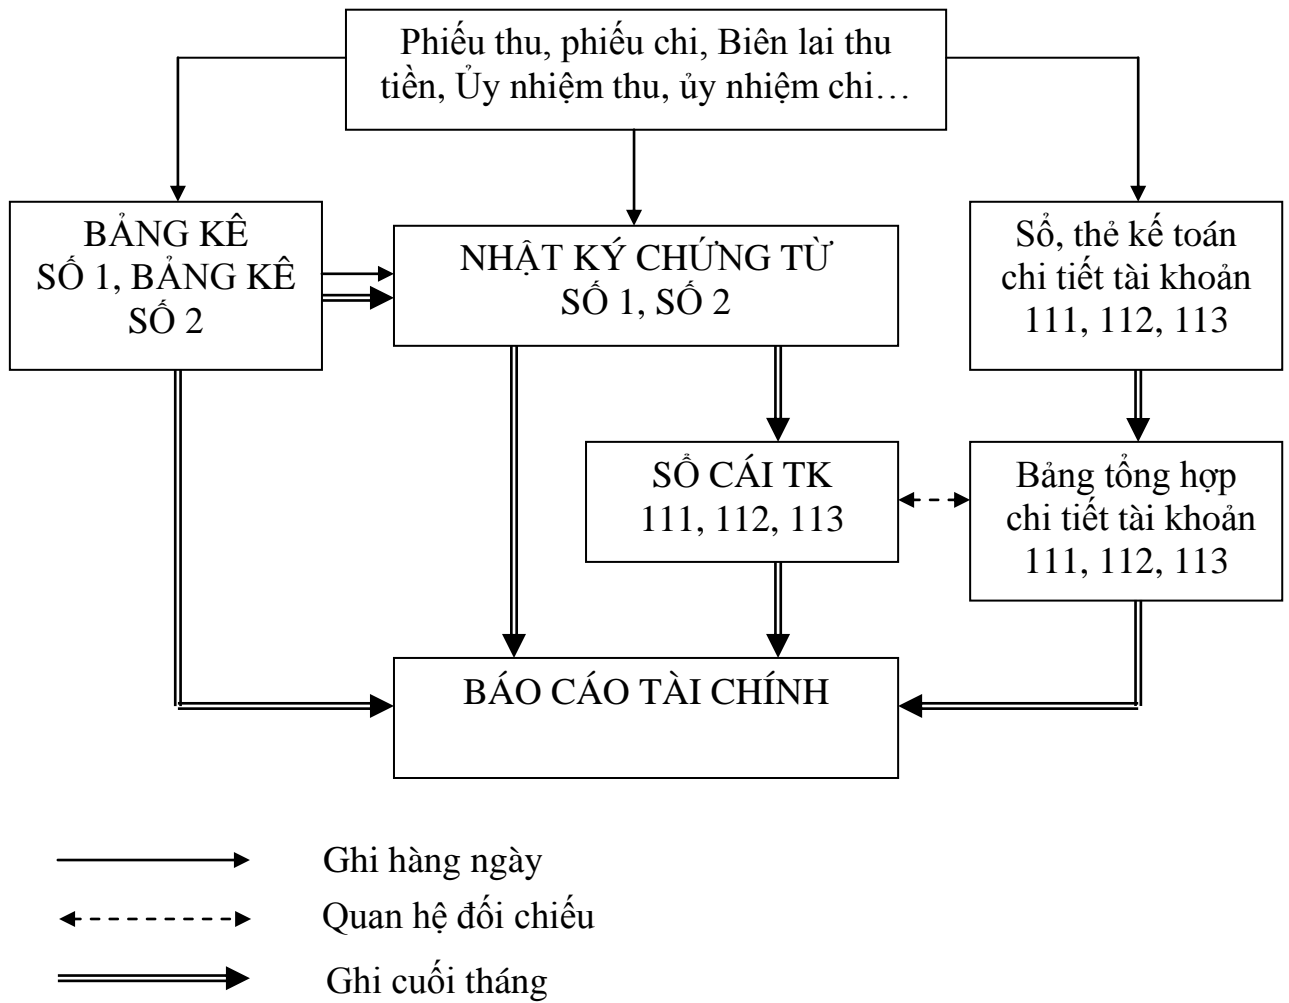 Phiếu thu, phiếu chi, Biên lai thu
tiền, Ủy nhiệm thu, ủy nhiệm chi…
BẢNG KÊ
SỐ 1, BẢNG KÊ
SỐ 2
NHẬT KÝ CHỨNG TỪ
SỐ 1, SỐ 2
Sổ, thẻ kế toán
chi tiết tài khoản
111, 112, 113
SỔ CÁI TK
111, 112, 113
Bảng tổng hợp
chi tiết tài khoản
111, 112, 113
BÁO CÁO TÀI CHÍNH
Ghi hàng ngày
Quan hệ đối chiếu
Ghi cuối tháng